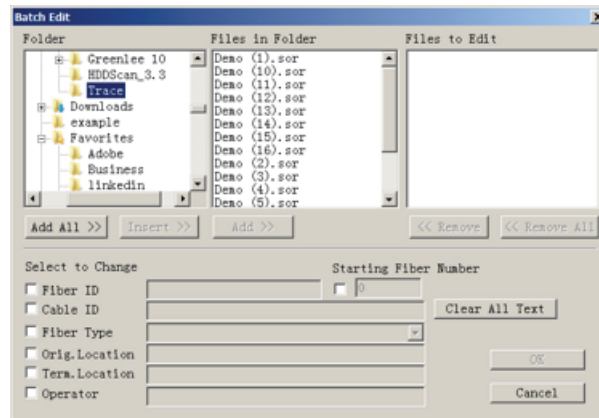 Batch Edit
Folder
Files in Folder
Files to Edit
Greenlee 10
HDDScan_3.3
Trace
Downloads
example
Favorites
Adobe
Business
linkedin
Demo (1).sor
Demo (10).sor
Demo (11).sor
Demo (12).sor
Demo (13).sor
Demo (14).sor
Demo (15).sor
Demo (16).sor
Demo (2).sor
Demo (3).sor
Demo (4).sor
Demo (5).sor
Add All >>
Insert >>
Add >>
<< Remove
<< Remove All
Select to Change
Starting Fiber Number
Fiber ID
0
Cable ID
Clear All Text
Fiber Type
Orig.Location
OK
Term.Location
Operator
Cancel